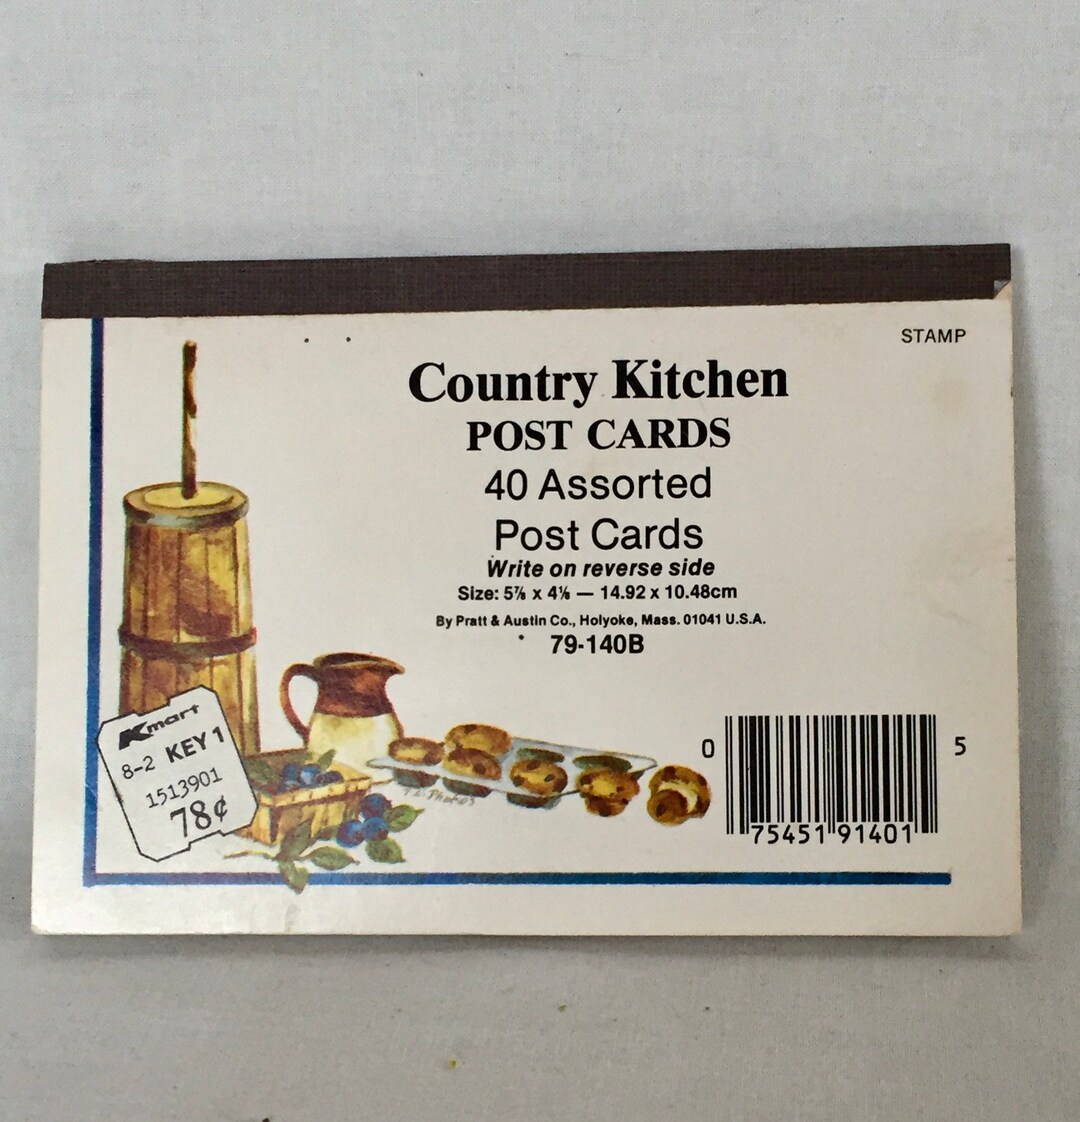 STAMP
Country Kitchen
POST CARDS
40 Assorted
Post Cards
Write on reverse side
Size: 5⅞ x 4⅛ — 14.92 x 10.48cm
By Pratt & Austin Co., Holyoke, Mass. 01041 U.S.A.
79-140B
Kmart
8-2 KEY 1
1513901
78¢
0 75451 91401 5